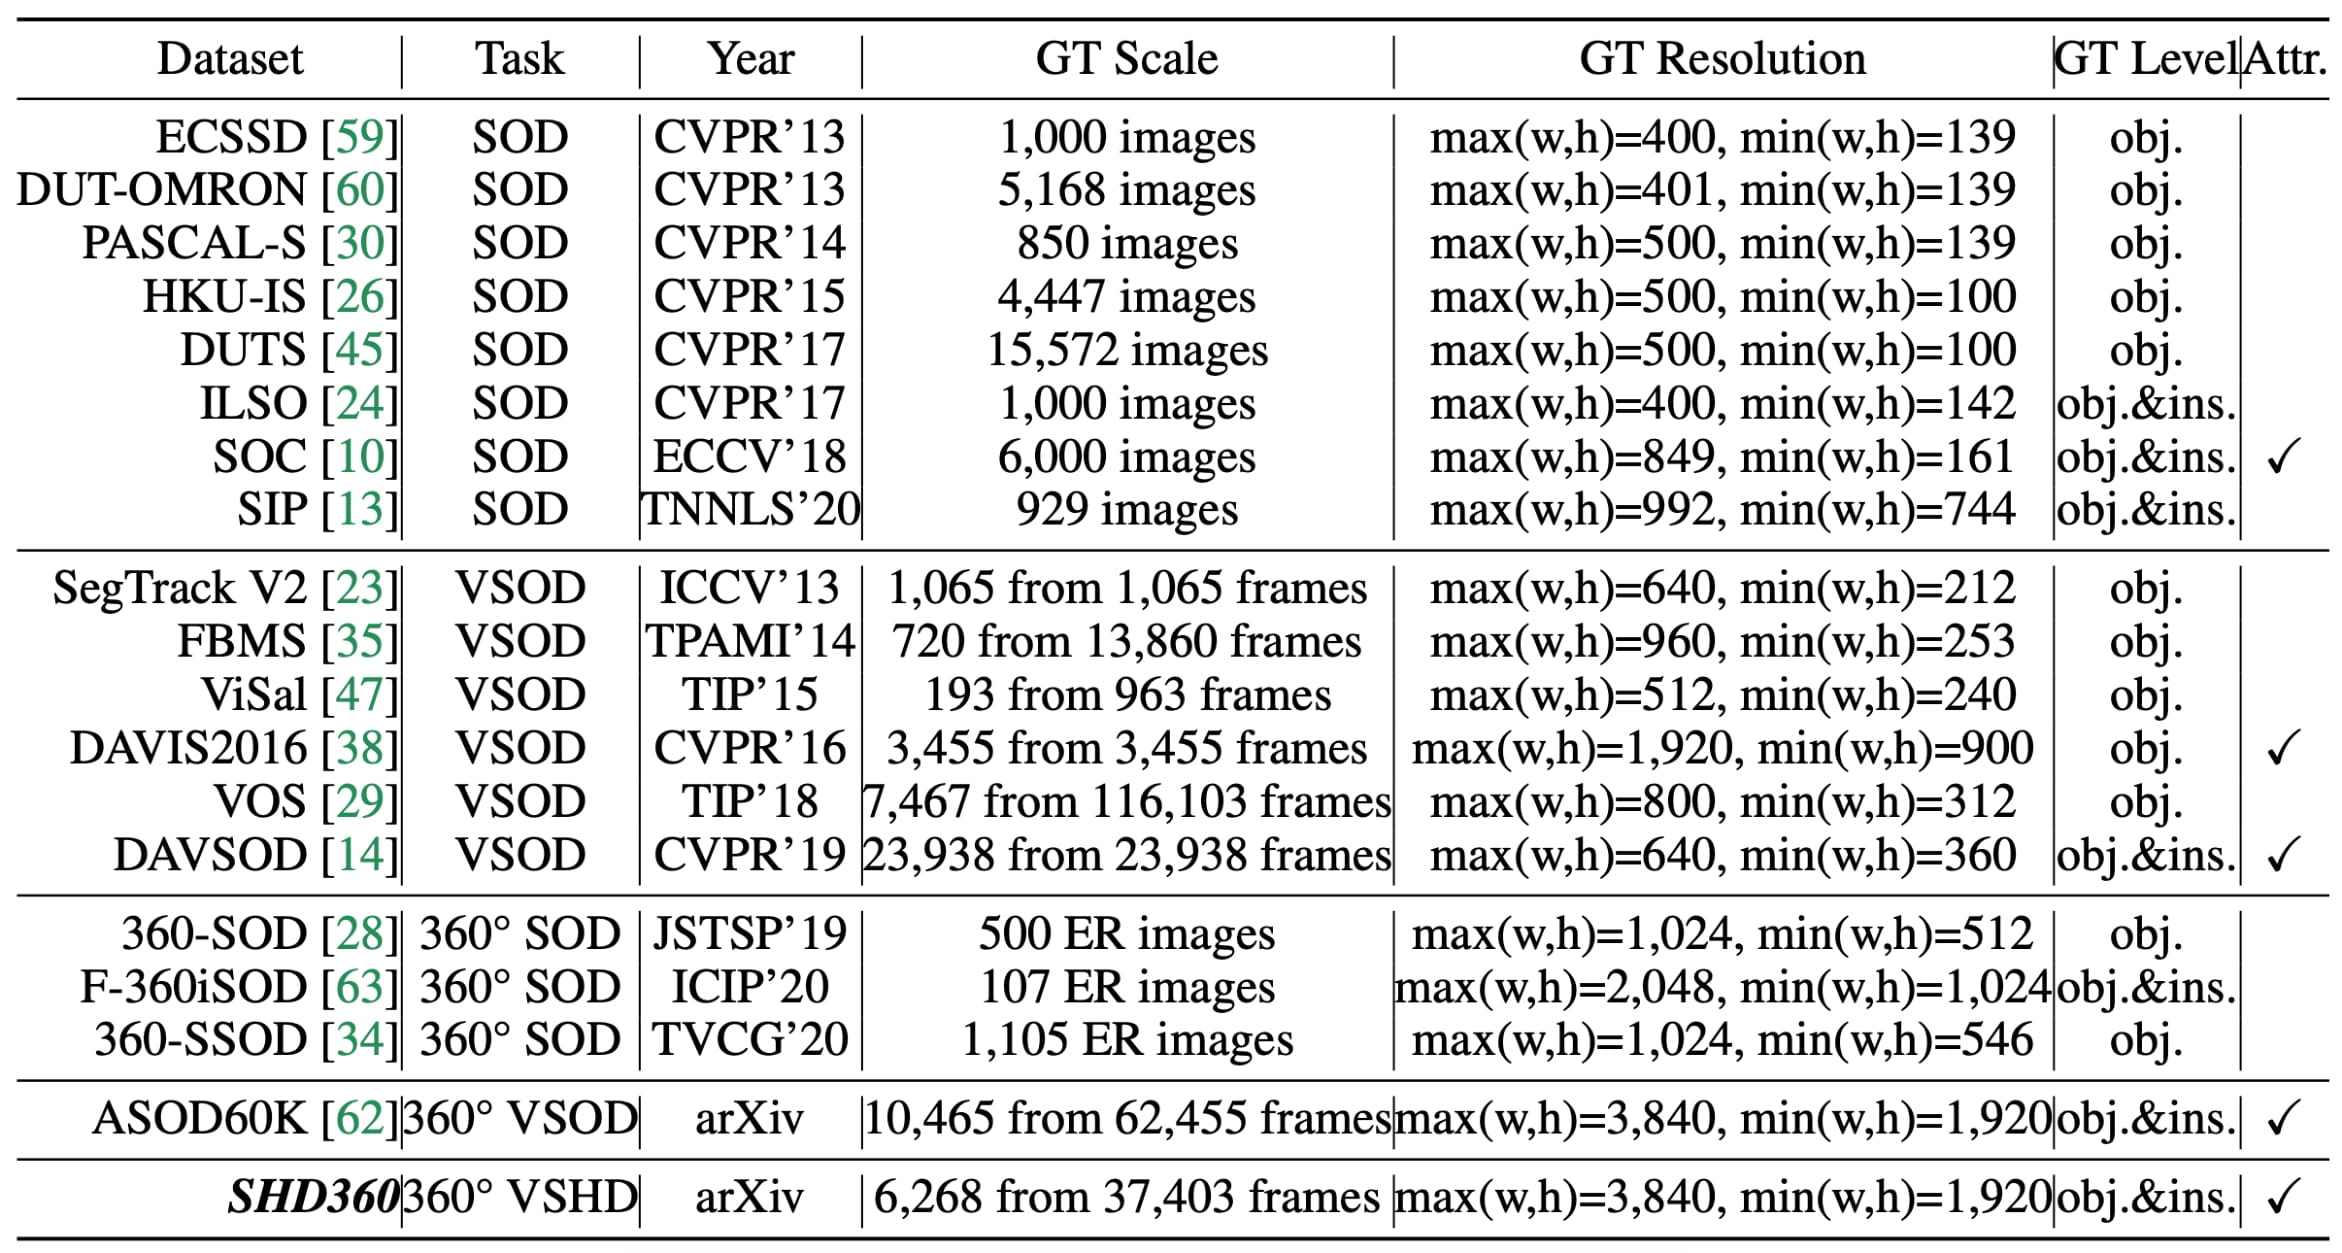 Dataset Task Year GT Scale GT Resolution GT Level Attr.
ECSSD [59] SOD CVPR’13 1,000 images max(w,h)=400, min(w,h)=139 obj.
DUT-OMRON [60] SOD CVPR’13 5,168 images max(w,h)=401, min(w,h)=139 obj.
PASCAL-S [30] SOD CVPR’14 850 images max(w,h)=500, min(w,h)=139 obj.
HKU-IS [26] SOD CVPR’15 4,447 images max(w,h)=500, min(w,h)=100 obj.
DUTS [45] SOD CVPR’17 15,572 images max(w,h)=500, min(w,h)=100 obj.
ILSO [24] SOD CVPR’17 1,000 images max(w,h)=400, min(w,h)=142 obj.&ins.
SOC [10] SOD ECCV’18 6,000 images max(w,h)=849, min(w,h)=161 obj.&ins. ✓
SIP [13] SOD TNNLS’20 929 images max(w,h)=992, min(w,h)=744 obj.&ins.
SegTrack V2 [23] VSOD ICCV’13 1,065 from 1,065 frames max(w,h)=640, min(w,h)=212 obj.
FBMS [35] VSOD TPAMI’14 720 from 13,860 frames max(w,h)=960, min(w,h)=253 obj.
ViSal [47] VSOD TIP’15 193 from 963 frames max(w,h)=512, min(w,h)=240 obj.
DAVIS2016 [38] VSOD CVPR’16 3,455 from 3,455 frames max(w,h)=1,920, min(w,h)=900 obj. ✓
VOS [29] VSOD TIP’18 7,467 from 116,103 frames max(w,h)=800, min(w,h)=312 obj.
DAVSOD [14] VSOD CVPR’19 23,938 from 23,938 frames max(w,h)=640, min(w,h)=360 obj.&ins. ✓
360-SOD [28] 360° SOD JSTSP’19 500 ER images max(w,h)=1,024, min(w,h)=512 obj.
F-360iSOD [63] 360° SOD ICIP’20 107 ER images max(w,h)=2,048, min(w,h)=1,024 obj.&ins.
360-SSOD [34] 360° SOD TVCG’20 1,105 ER images max(w,h)=1,024, min(w,h)=546 obj.
ASOD60K [62] 360° VSOD arXiv 10,465 from 62,455 frames max(w,h)=3,840, min(w,h)=1,920 obj.&ins. ✓
SHD360 360° VSHD arXiv 6,268 from 37,403 frames max(w,h)=3,840, min(w,h)=1,920 obj.&ins. ✓